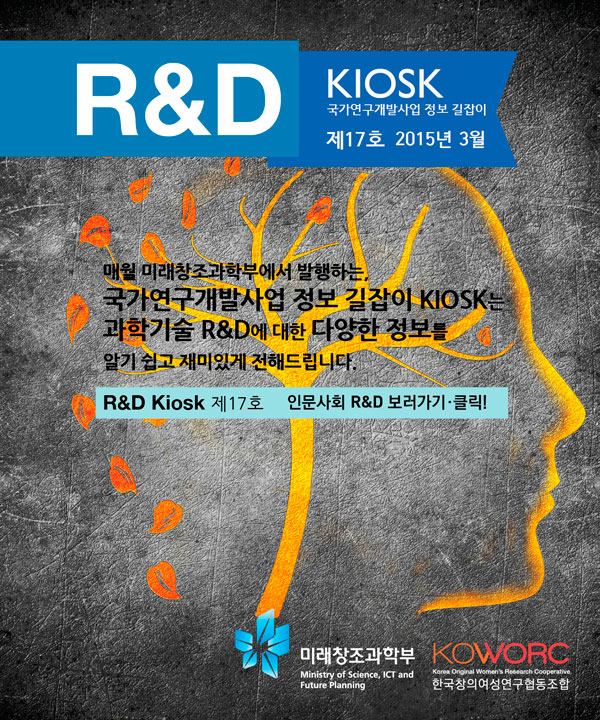 R&D
KIOSK
국가연구개발사업 정보 길잡이
제17호 2015년 3월
매월 미래창조과학부에서 발행하는,
국가연구개발사업 정보 길잡이 KIOSK는
과학기술 R&D에 대한 다양한 정보를
알기 쉽고 재미있게 전해드립니다.
R&D Kiosk 제17호 인문사회 R&D 보러가기·클릭!
미래창조과학부
Ministry of Science, ICT and
Future Planning
KOWORC
Korea Original Women's Research Cooperative.
한국창의여성연구협동조합